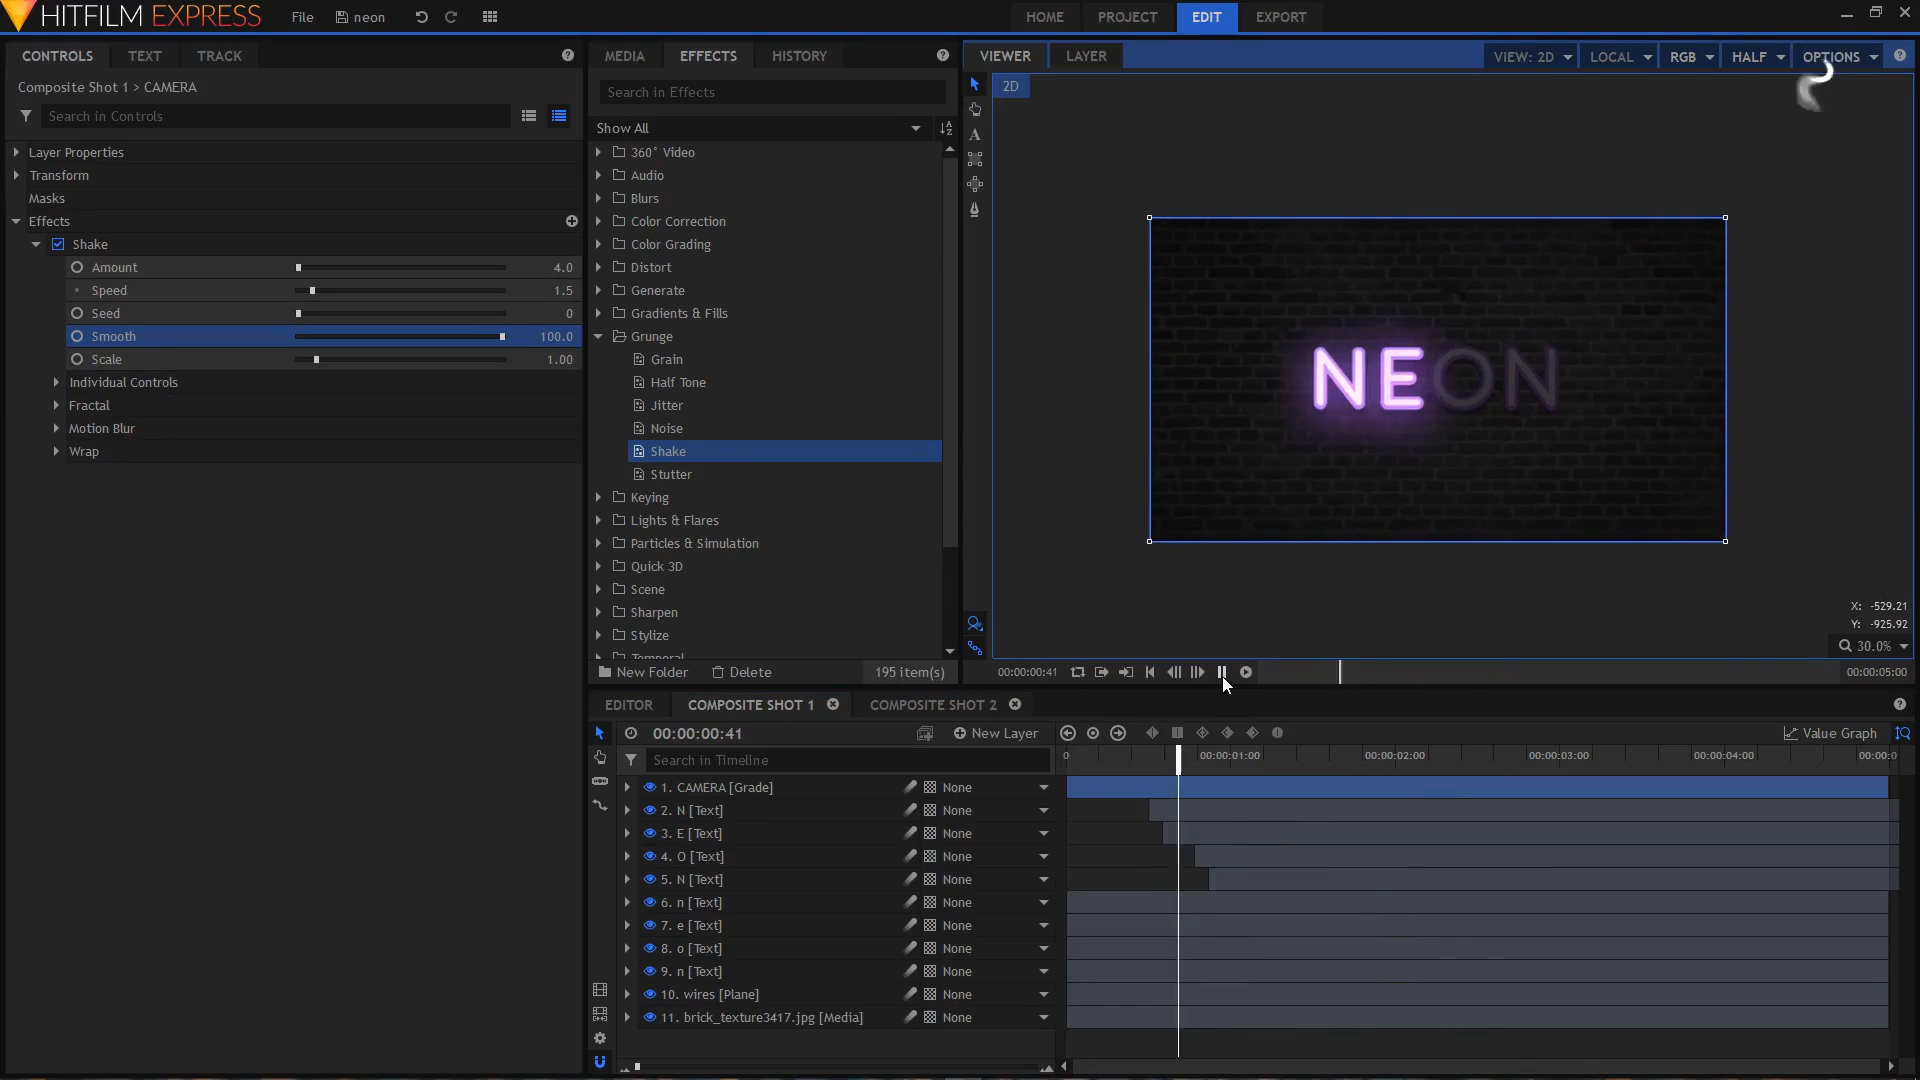 HITFILM EXPRESS
File
neon
HOME
PROJECT
EDIT
EXPORT
CONTROLS
TEXT
TRACK
Composite Shot 1 > CAMERA
Search in Controls
Layer Properties
Transform
Masks
Effects
Shake
Amount 4.0
Speed 1.5
Seed 0
Smooth 100.0
Scale 1.00
Individual Controls
Fractal
Motion Blur
Wrap
MEDIA
EFFECTS
HISTORY
Search in Effects
Show All
360° Video
Audio
Blurs
Color Correction
Color Grading
Distort
Generate
Gradients & Fills
Grunge
Grain
Half Tone
Jitter
Noise
Shake
Stutter
Keying
Lights & Flares
Particles & Simulation
Quick 3D
Scene
Sharpen
Stylize
Temporal
New Folder
Delete
195 item(s)
VIEWER
LAYER
VIEW: 2D
LOCAL
RGB
HALF
OPTIONS
2D
NEON
X: -529.21
Y: -925.92
30.0%
00:00:00:41
00:00:05:00
EDITOR
COMPOSITE SHOT 1
COMPOSITE SHOT 2
00:00:00:41
New Layer
Value Graph
Search in Timeline
0
00:00:01:00
00:00:02:00
00:00:03:00
00:00:04:00
00:00:0
1. CAMERA [Grade] None
2. N [Text] None
3. E [Text] None
4. O [Text] None
5. N [Text] None
6. n [Text] None
7. e [Text] None
8. o [Text] None
9. n [Text] None
10. wires [Plane] None
11. brick_texture3417.jpg [Media] None